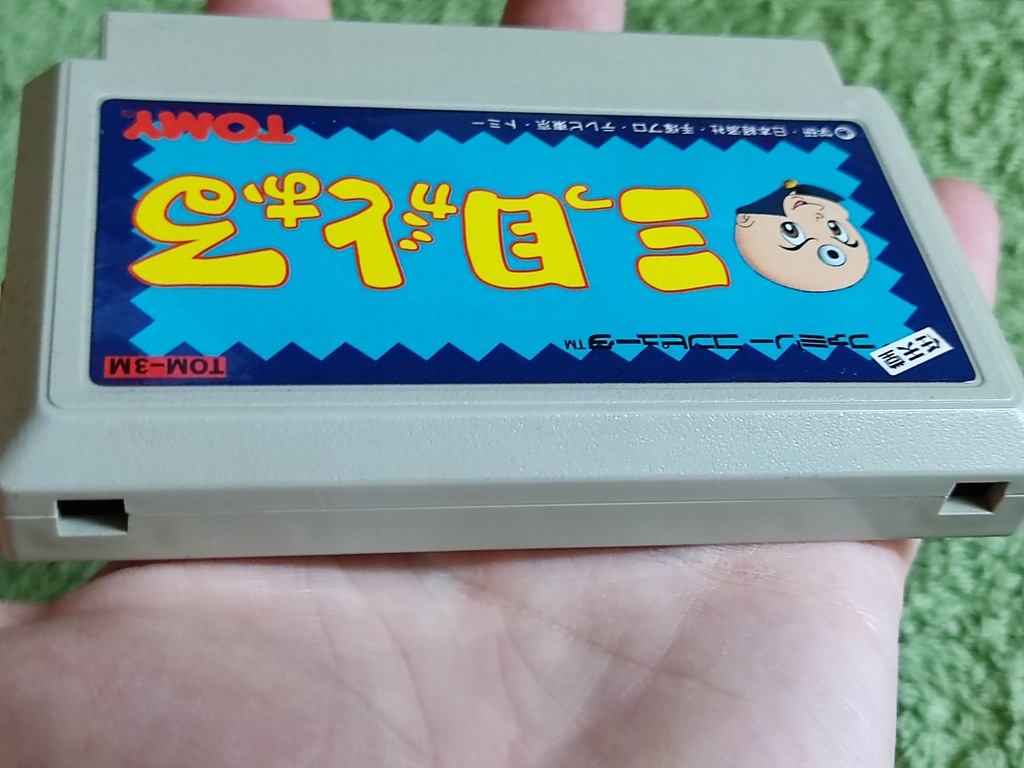 任天堂
ファミリーコンピュータ™
TOM-3M
三つ目がとおる
©学研・日本経済社・手塚プロ・テレビ東京・トミー
TOMY